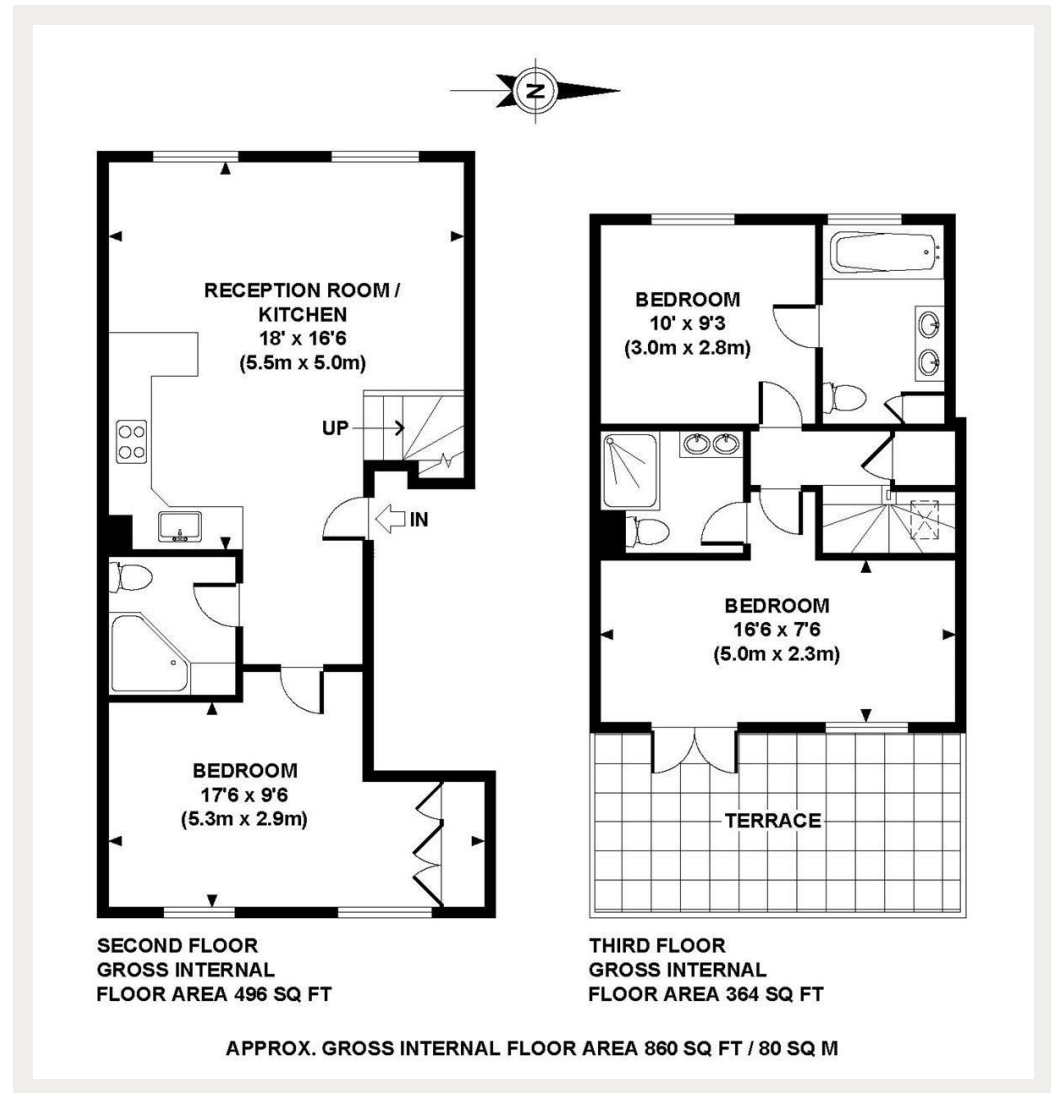 N
RECEPTION ROOM /
KITCHEN
18' x 16'6
(5.5m x 5.0m)
UP
IN
BEDROOM
17'6 x 9'6
(5.3m x 2.9m)
SECOND FLOOR
GROSS INTERNAL
FLOOR AREA 496 SQ FT
BEDROOM
10' x 9'3
(3.0m x 2.8m)
BEDROOM
16'6 x 7'6
(5.0m x 2.3m)
TERRACE
THIRD FLOOR
GROSS INTERNAL
FLOOR AREA 364 SQ FT
APPROX. GROSS INTERNAL FLOOR AREA 860 SQ FT / 80 SQ M